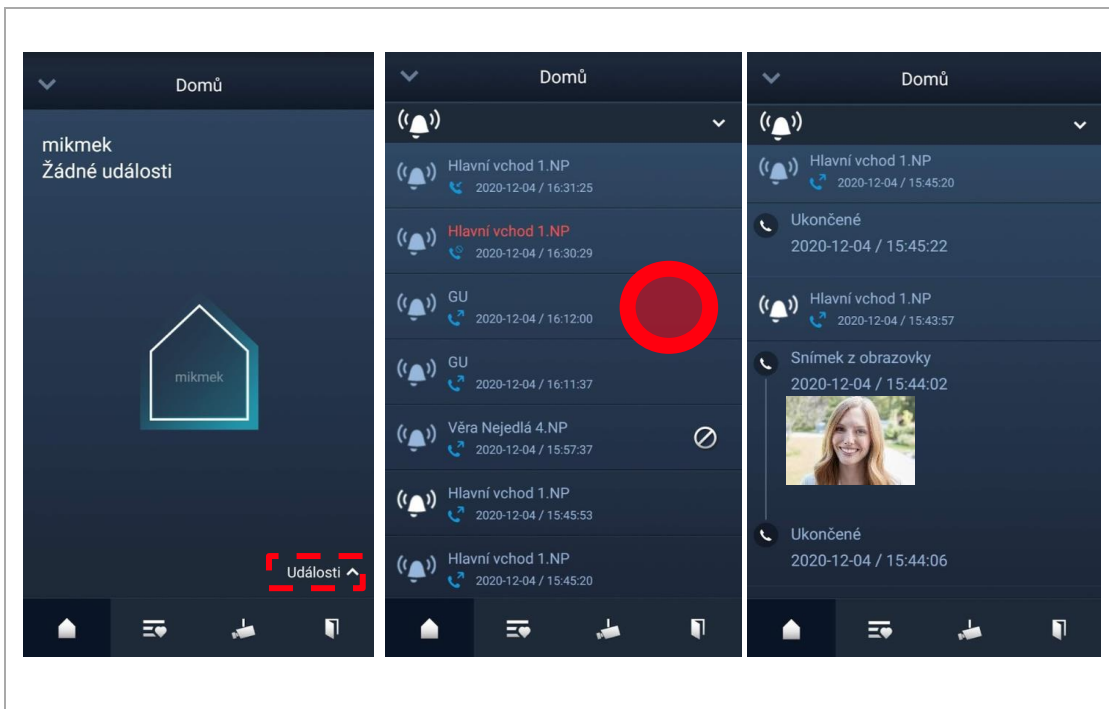 Domů
mikmek
Žádné události
mikmek
Události
Domů
Hlavní vchod 1.NP
2020-12-04 / 16:31:25
Hlavní vchod 1.NP
2020-12-04 / 16:30:29
GU
2020-12-04 / 16:12:00
GU
2020-12-04 / 16:11:37
Věra Nejedlá 4.NP
2020-12-04 / 15:57:37
Hlavní vchod 1.NP
2020-12-04 / 15:45:53
Hlavní vchod 1.NP
2020-12-04 / 15:45:20
Domů
Hlavní vchod 1.NP
2020-12-04 / 15:45:20
Ukončené
2020-12-04 / 15:45:22
Hlavní vchod 1.NP
2020-12-04 / 15:43:57
Snímek z obrazovky
2020-12-04 / 15:44:02
Ukončené
2020-12-04 / 15:44:06